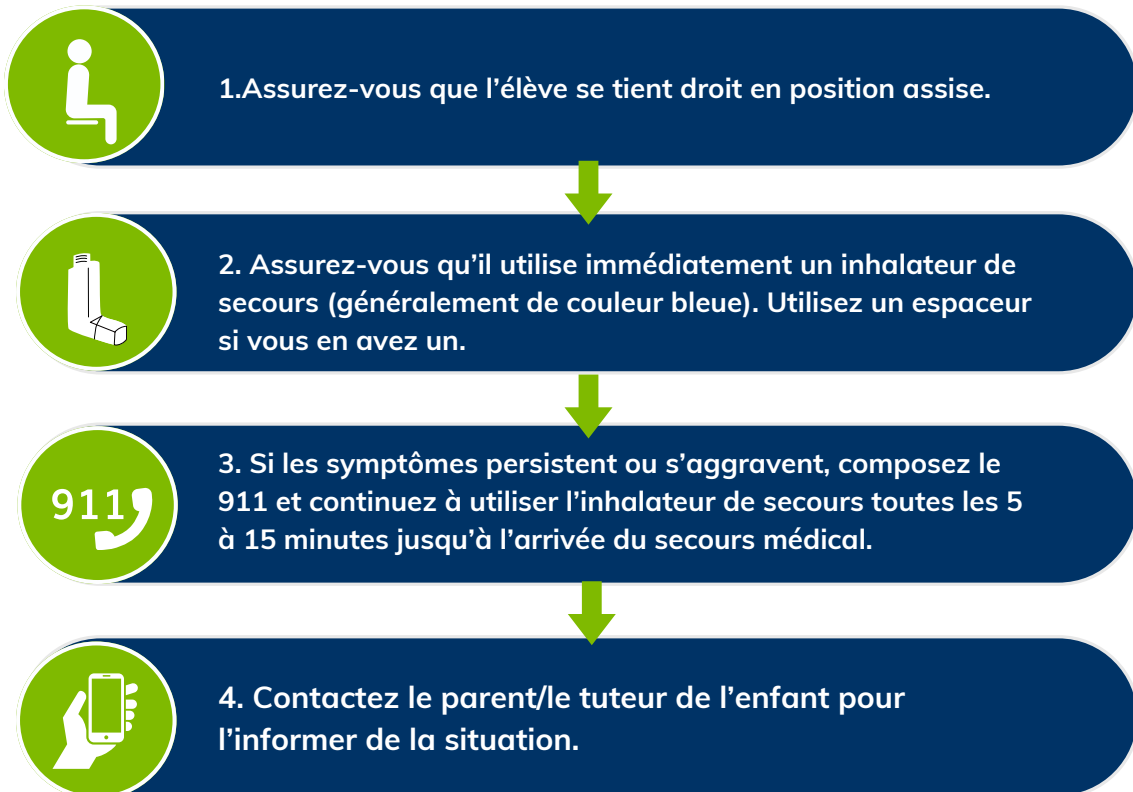 1.Assurez-vous que l’élève se tient droit en position assise.
2. Assurez-vous qu’il utilise immédiatement un inhalateur de
secours (généralement de couleur bleue). Utilisez un espaceur
si vous en avez un.
911
3. Si les symptômes persistent ou s’aggravent, composez le
911 et continuez à utiliser l’inhalateur de secours toutes les 5
à 15 minutes jusqu’à l’arrivée du secours médical.
4. Contactez le parent/le tuteur de l’enfant pour
l’informer de la situation.